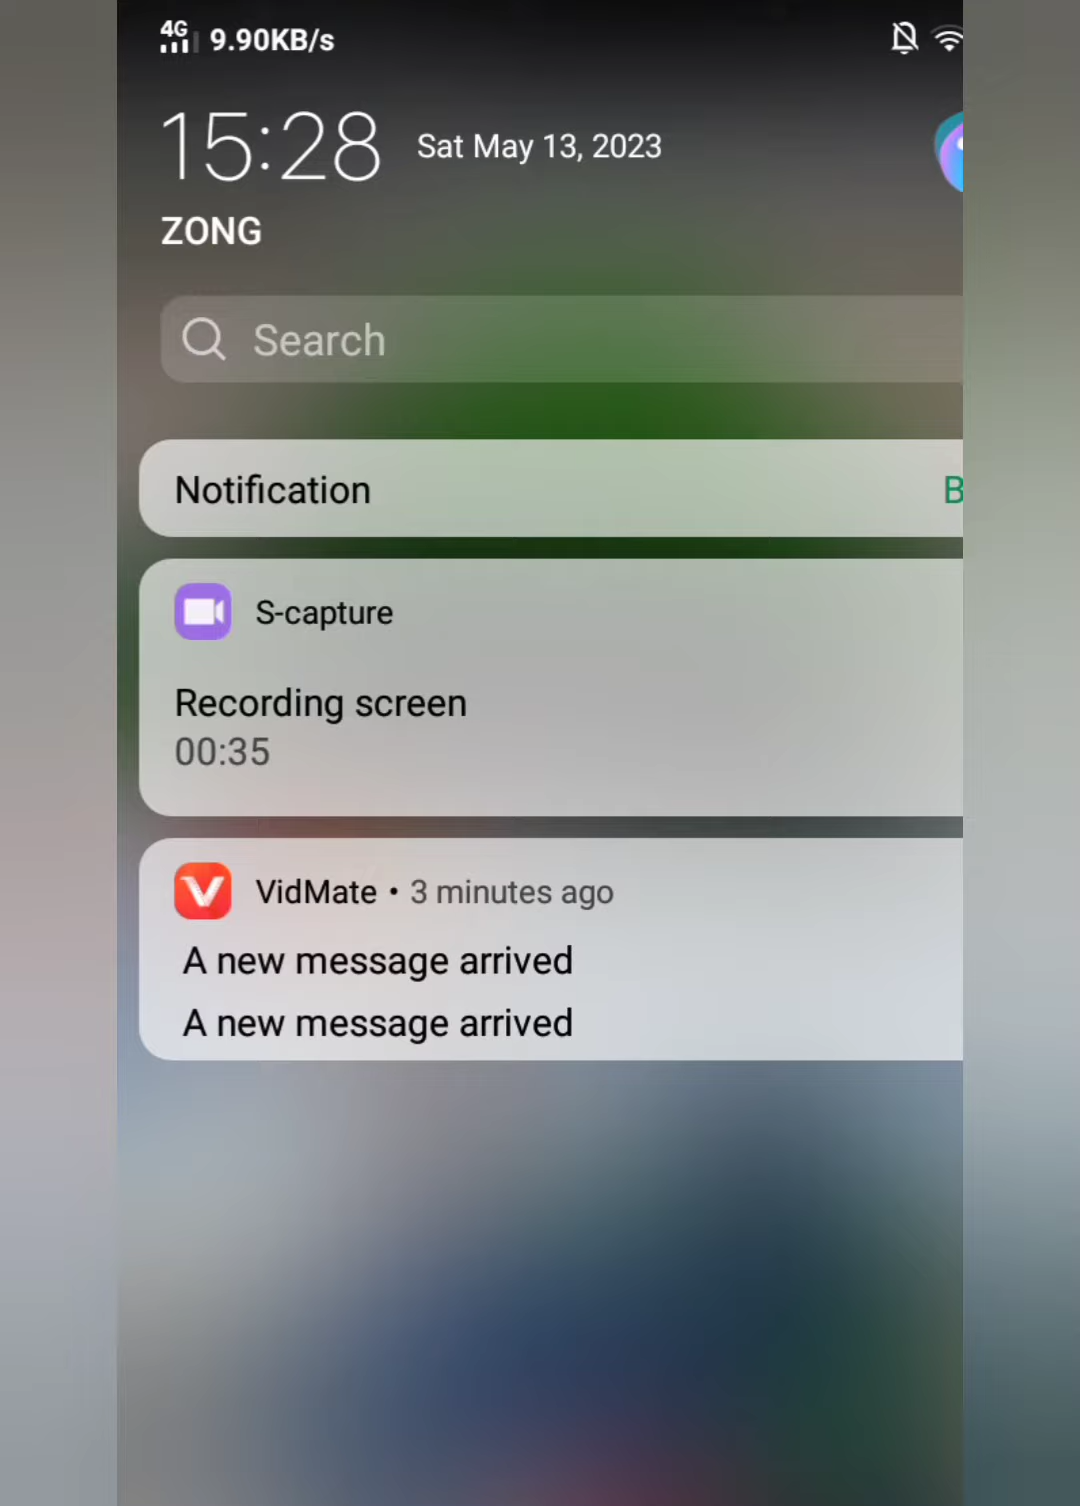 4G 9.90KB/s
15:28 Sat May 13, 2023
ZONG
Search
Notification B
S-capture
Recording screen
00:35
VidMate • 3 minutes ago
A new message arrived
A new message arrived